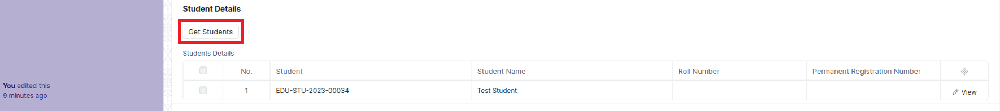 Student Details
Get Students
Students Details
No. Student Student Name Roll Number Permanent Registration Number
1 EDU-STU-2023-00034 Test Student View
You edited this
9 minutes ago